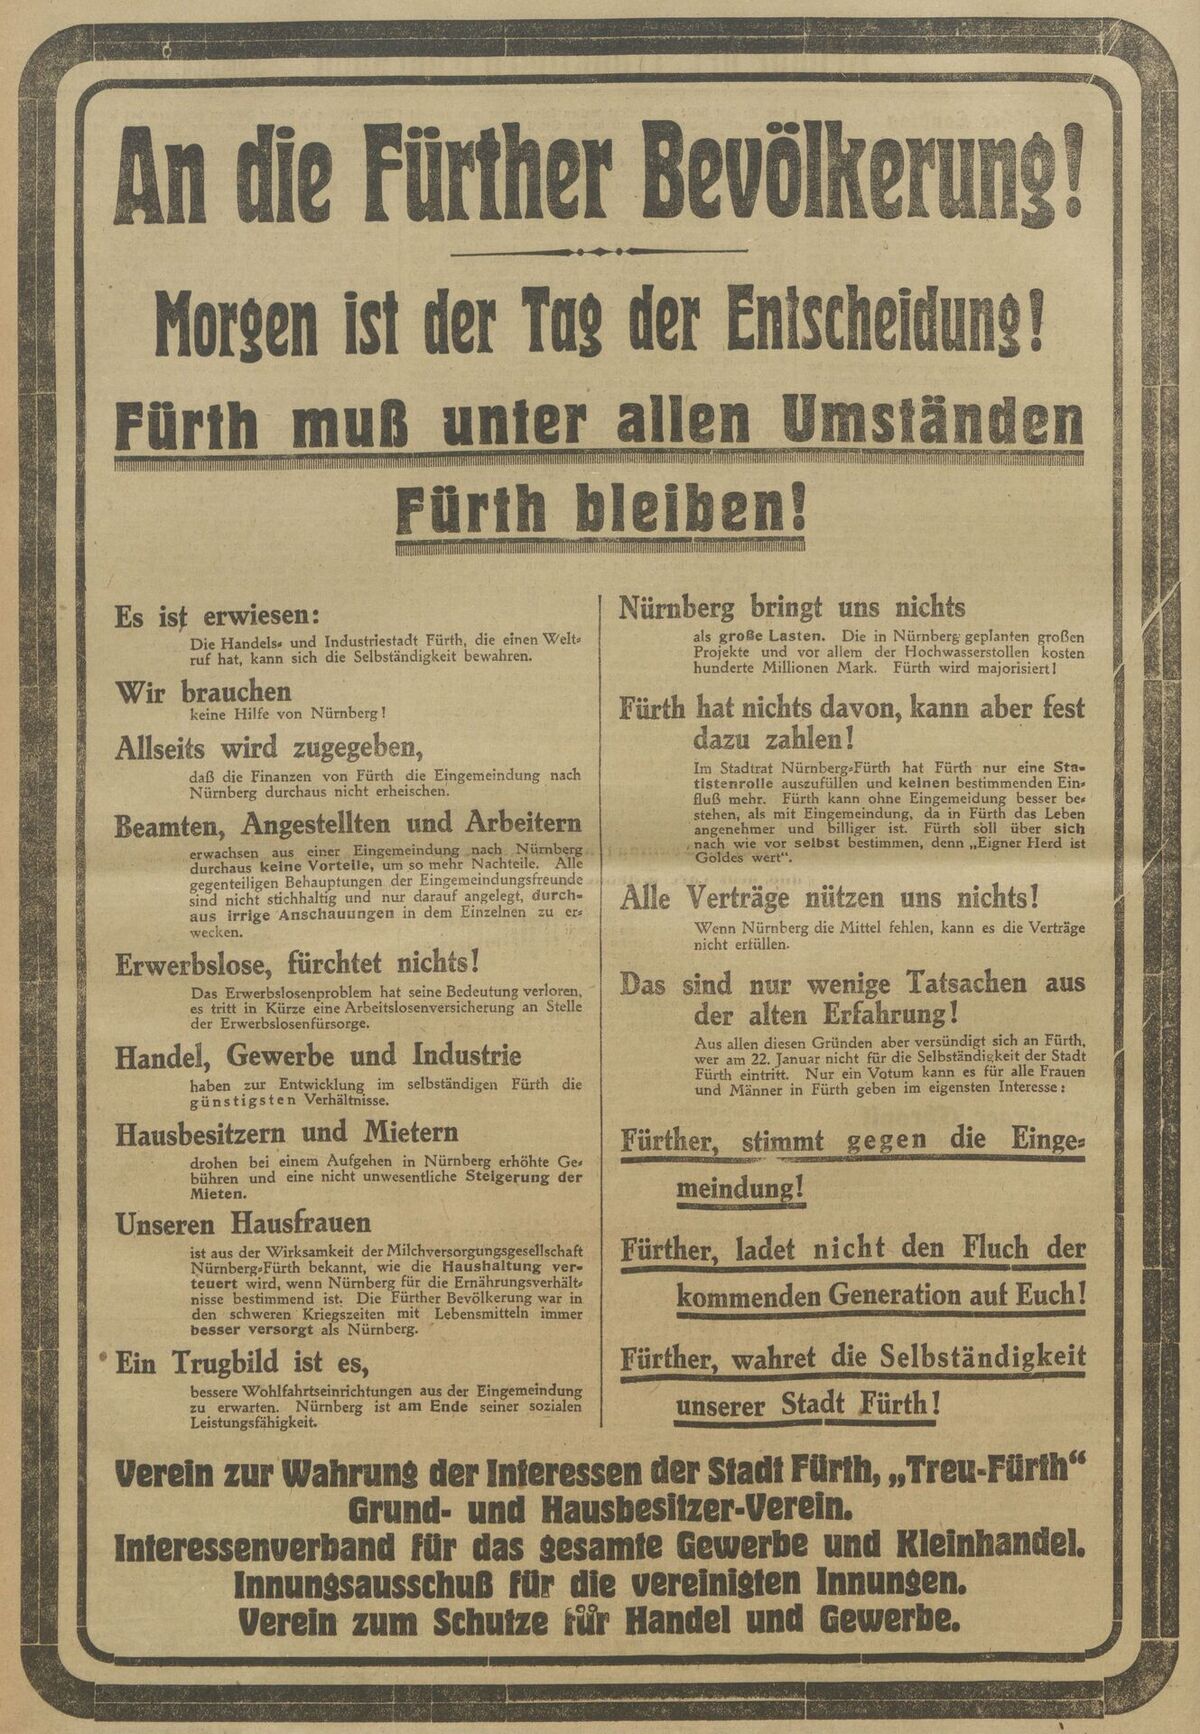 An die Fürther Bevölkerung!
Morgen ist der Tag der Entscheidung!
Fürth muß unter allen Umständen
Fürth bleiben!
Es ist erwiesen:
Die Handels- und Industriestadt Fürth, die einen Welt-
ruf hat, kann sich die Selbständigkeit bewahren.
Wir brauchen
keine Hilfe von Nürnberg!
Allseits wird zugegeben,
daß die Finanzen von Fürth die Eingemeindung nach
Nürnberg durchaus nicht erheischen.
Beamten, Angestellten und Arbeitern
erwachsen aus einer Eingemeindung nach Nürnberg
durchaus keine Vorteile, um so mehr Nachteile. Alle
gegenteiligen Behauptungen der Eingemeindungsfreunde
sind nicht stichhaltig und nur darauf angelegt, durch-
aus irrige Anschauungen in dem Einzelnen zu er-
wecken.
Erwerbslose, fürchtet nichts!
Das Erwerbslosenproblem hat seine Bedeutung verloren,
es tritt in Kürze eine Arbeitslosenversicherung an Stelle
der Erwerbslosenfürsorge.
Handel, Gewerbe und Industrie
haben zur Entwicklung im selbständigen Fürth die
günstigsten Verhältnisse.
Hausbesitzern und Mietern
drohen bei einem Aufgehen in Nürnberg erhöhte Ge-
bühren und eine nicht unwesentliche Steigerung der
Mieten.
Unseren Hausfrauen
ist aus der Wirksamkeit der Milchversorgungsgesellschaft
Nürnberg-Fürth bekannt, wie die Haushaltung ver-
teuert wird, wenn Nürnberg für die Ernährungsverhält-
nisse bestimmend ist. Die Fürther Bevölkerung war in
den schweren Kriegszeiten mit Lebensmitteln immer
besser versorgt als Nürnberg.
Ein Trugbild ist es,
bessere Wohlfahrtseinrichtungen aus der Eingemeindung
zu erwarten. Nürnberg ist am Ende seiner sozialen
Leistungsfähigkeit.
Nürnberg bringt uns nichts
als große Lasten. Die in Nürnberg geplanten großen
Projekte und vor allem der Hochwasserstollen kosten
hunderte Millionen Mark. Fürth wird majorisiert!
Fürth hat nichts davon, kann aber fest
dazu zahlen!
Im Stadtrat Nürnberg-Fürth hat Fürth nur eine Sta-
tistenrolle auszufüllen und keinen bestimmenden Ein-
fluß mehr. Fürth kann ohne Eingemeidung besser be-
stehen, als mit Eingemeindung, da in Fürth das Leben
angenehmer und billiger ist. Fürth soll über sich
nach wie vor selbst bestimmen, denn „Eigner Herd ist
Goldes wert“.
Alle Verträge nützen uns nichts!
Wenn Nürnberg die Mittel fehlen, kann es die Verträge
nicht erfüllen.
Das sind nur wenige Tatsachen aus
der alten Erfahrung!
Aus allen diesen Gründen aber versündigt sich an Fürth,
wer am 22. Januar nicht für die Selbständigkeit der Stadt
Fürth eintritt. Nur ein Votum kann es für alle Frauen
und Männer in Fürth geben im eigensten Interesse:
Fürther, stimmt gegen die Einge-
meindung!
Fürther, ladet nicht den Fluch der
kommenden Generation auf Euch!
Fürther, wahret die Selbständigkeit
unserer Stadt Fürth!
Verein zur Wahrung der Interessen der Stadt Fürth, „Treu-Fürth“
Grund- und Hausbesitzer-Verein.
Interessenverband für das gesamte Gewerbe und Kleinhandel.
Innungsausschuß für die vereinigten Innungen.
Verein zum Schutze für Handel und Gewerbe.